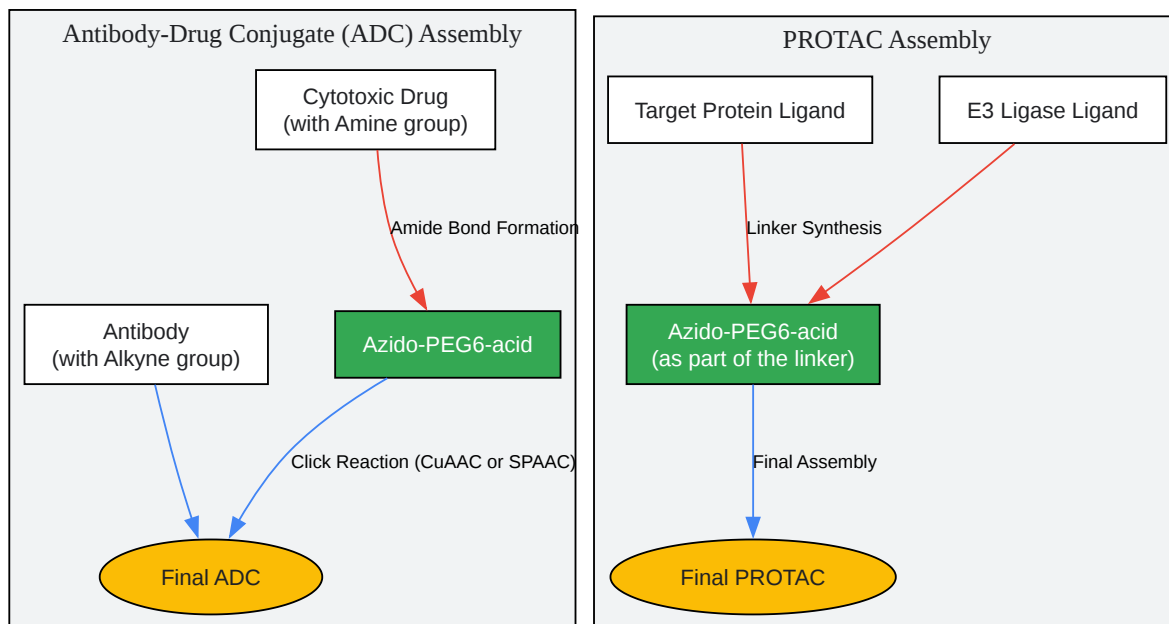 Antibody-Drug Conjugate (ADC) Assembly
Cytotoxic Drug
(with Amine group)
Amide Bond Formation
Antibody
(with Alkyne group)
Azido-PEG6-acid
Click Reaction (CuAAC or SPAAC)
Final ADC
PROTAC Assembly
Target Protein Ligand
E3 Ligase Ligand
Linker Synthesis
Azido-PEG6-acid
(as part of the linker)
Final Assembly
Final PROTAC